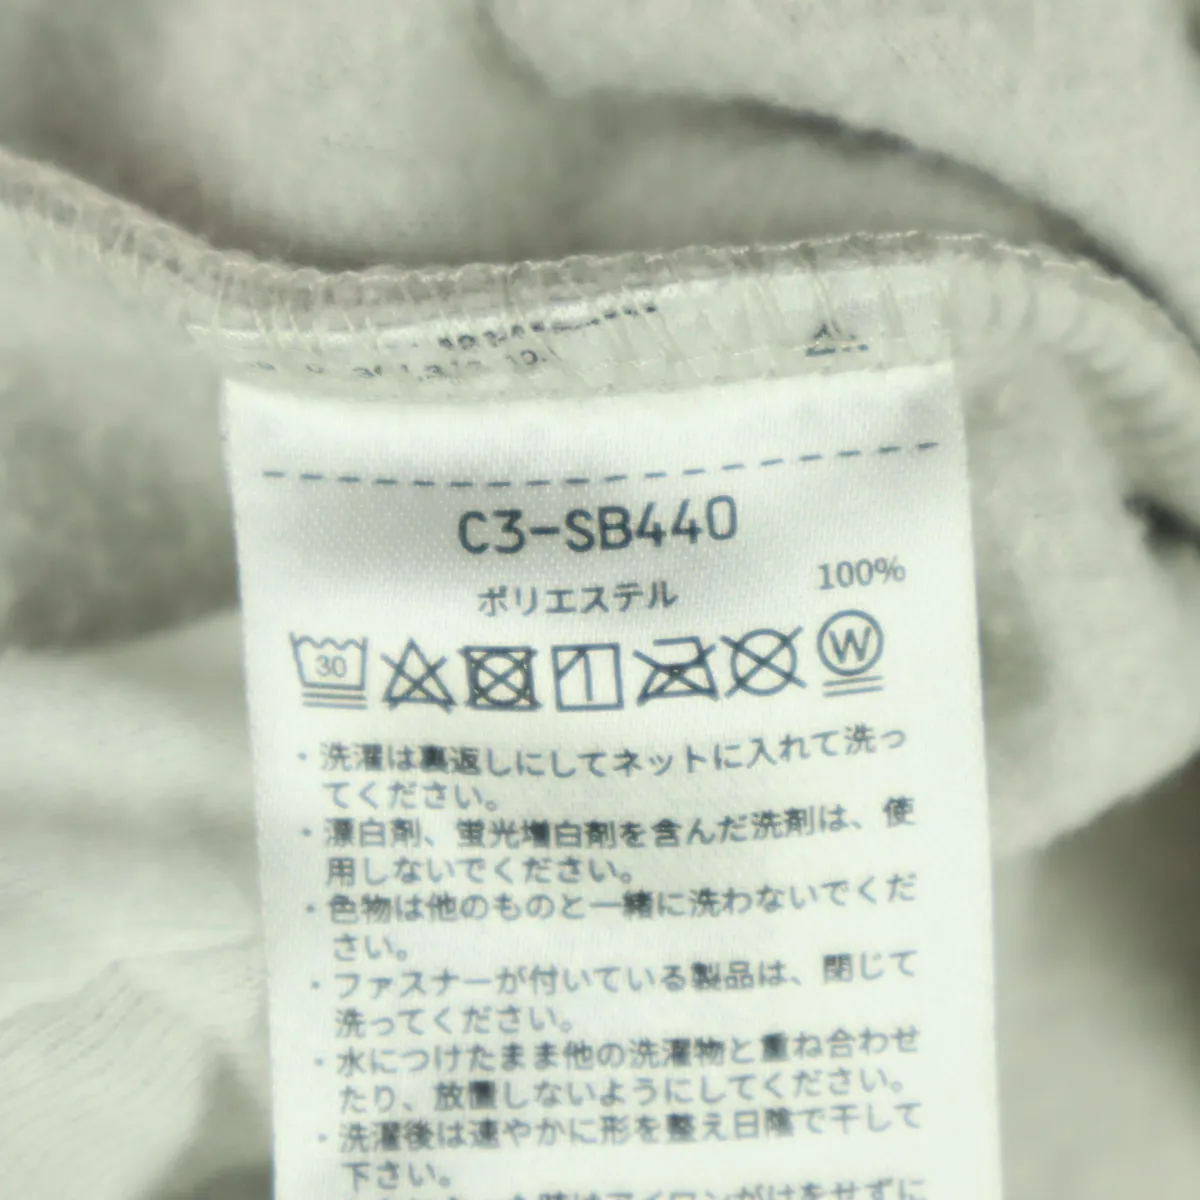 C3-SB440
ポリエステル 100%
30
W
・洗濯は裏返しにしてネットに入れて洗っ
てください。
・漂白剤、蛍光増白剤を含んだ洗剤は、使
用しないでください。
・色物は他のものと一緒に洗わないでくだ
さい。
・ファスナーが付いている製品は、閉じて
洗ってください。
・水につけたまま他の洗濯物と重ね合わせ
たり、放置しないようにしてください。
・洗濯後は速やかに形を整え日陰で干して
下さい。